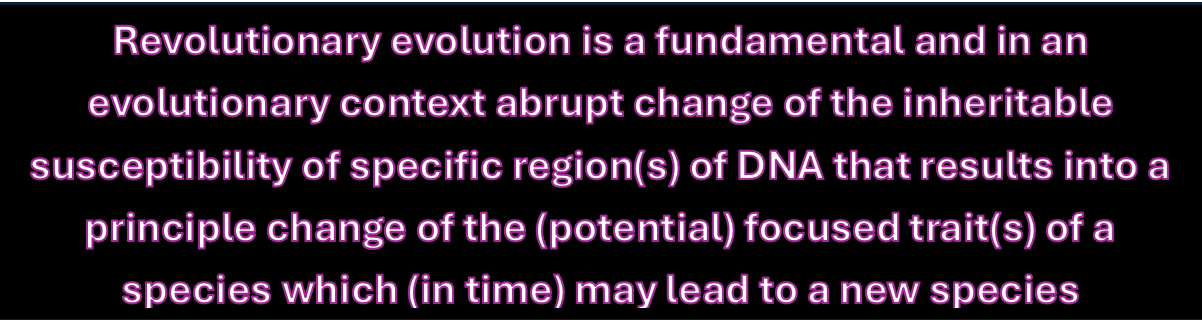 Revolutionary evolution is a fundamental and in an
evolutionary context abrupt change of the inheritable
susceptibility of specific region(s) of DNA that results into a
principle change of the (potential) focused trait(s) of a
species which (in time) may lead to a new species